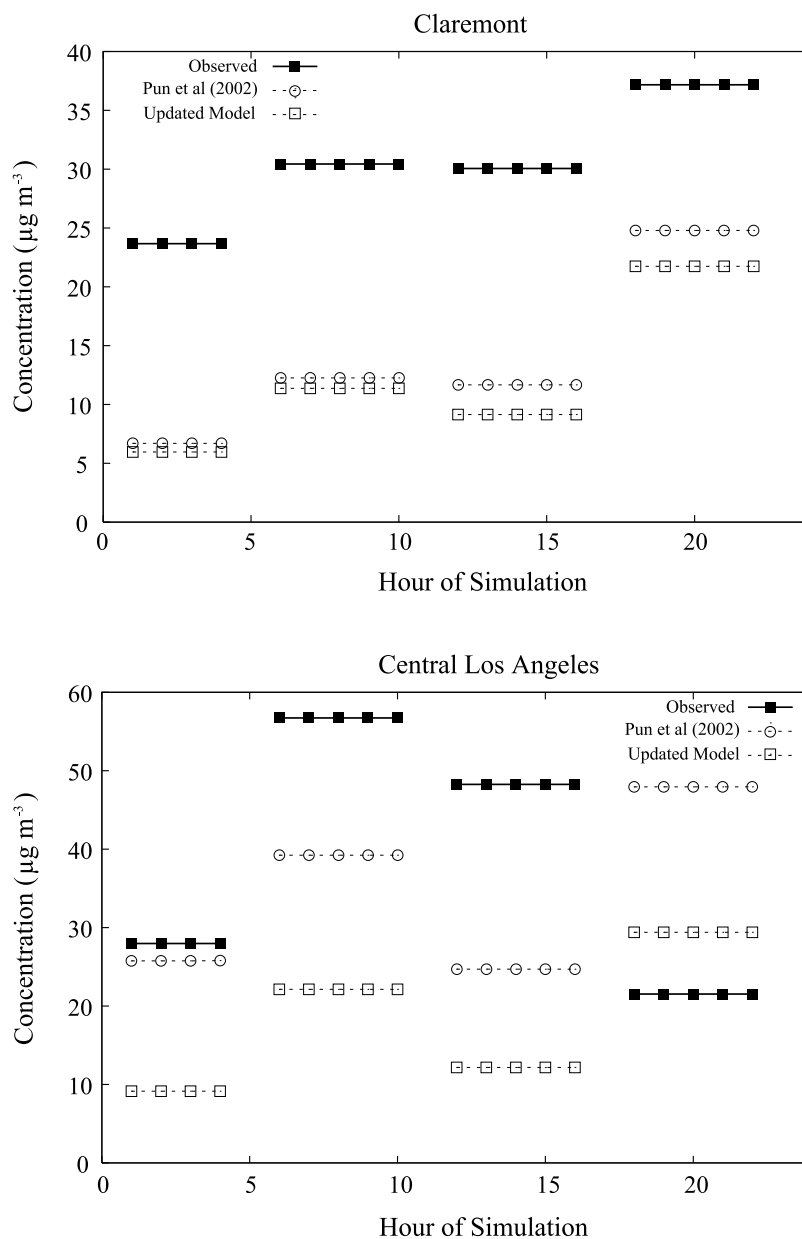 Claremont
40
35
30
25
20
15
10
5
0
Observed
Pun et al (2002)
Updated Model
Concentration (µg m-3)
0
5
10
15
20
Hour of Simulation
Central Los Angeles
60
50
40
30
20
10
0
Observed
Pun et al (2002)
Updated Model
Concentration (µg m-3)
0
5
10
15
20
Hour of Simulation